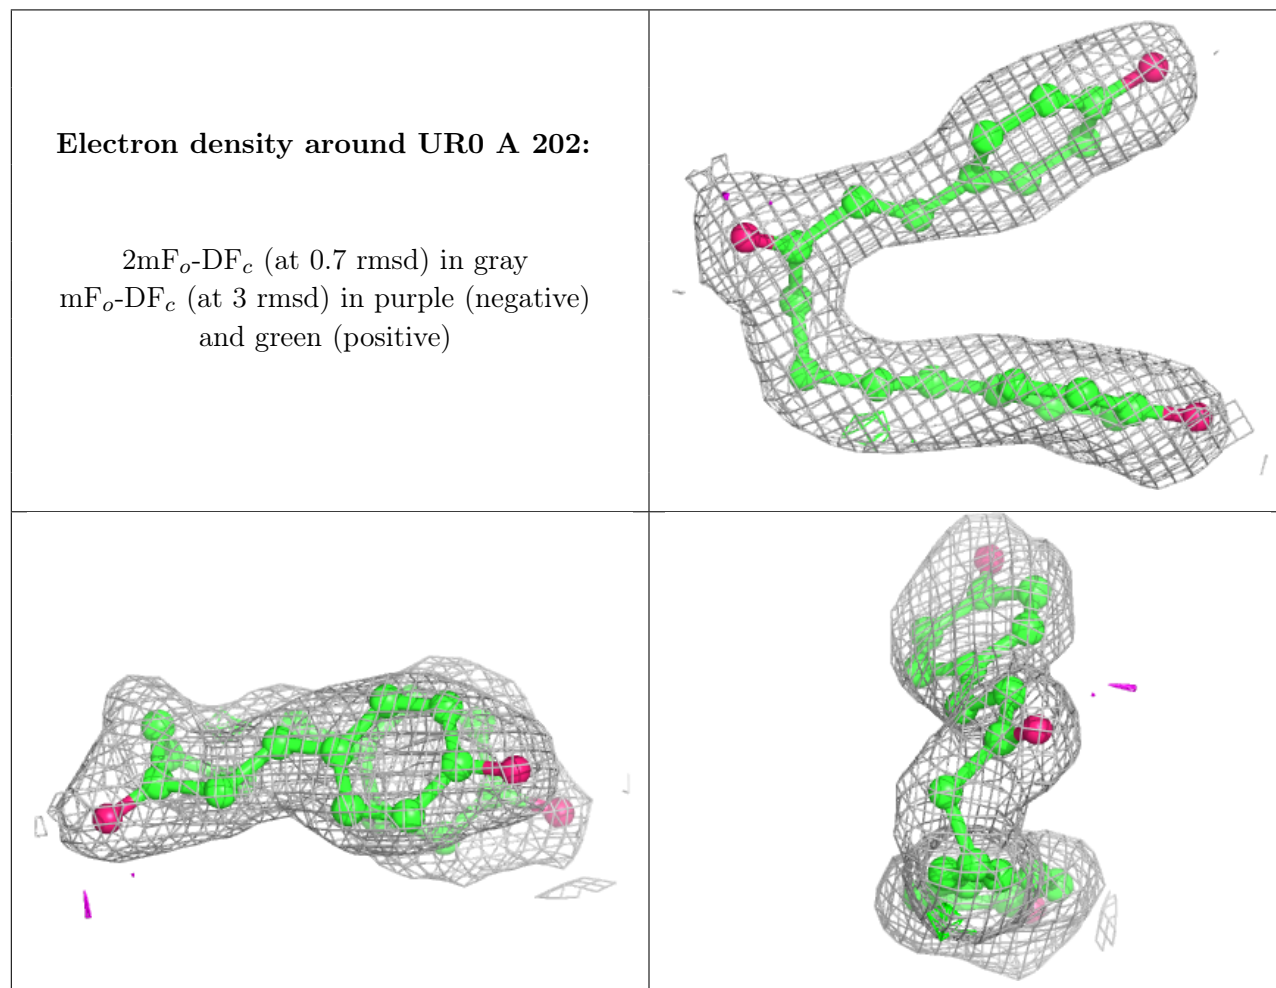 Electron density around UR0 A 202:
2mFₒ-DF𝒸 (at 0.7 rmsd) in gray
mFₒ-DF𝒸 (at 3 rmsd) in purple (negative)
and green (positive)